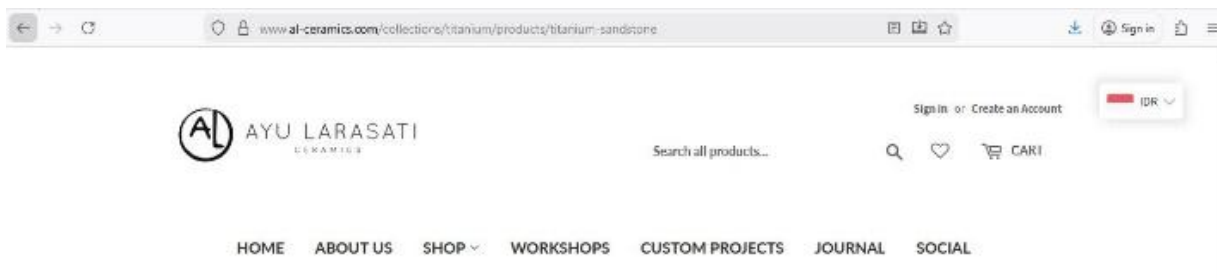 www.al-ceramics.com/collections/titanium/products/titanium-sandstone
Sign in
Sign in or Create an Account
IDR
AL AYU LARASATI
CERAMICS
Search all products...
CART
HOME ABOUT US SHOP WORKSHOPS CUSTOM PROJECTS JOURNAL SOCIAL